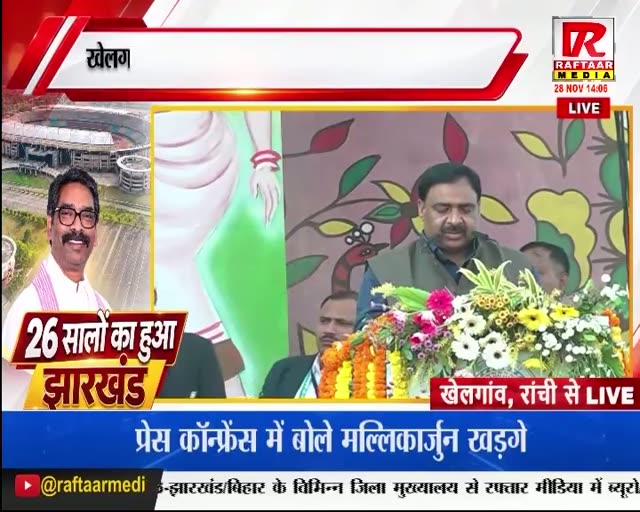 खेलग
R
RAFTAAR
MEDIA
28 NOV 14:06
LIVE
26 सालों का हुआ
झारखंड
खेलगांव, रांची से LIVE
प्रेस कॉन्फ्रेंस में बोले मल्लिकार्जुन खड़गे
@raftaarmedi
-झारखंड/बिहार के विभिन्न जिला मुख्यालय से रफ्तार मीडिया में ब्यूरो